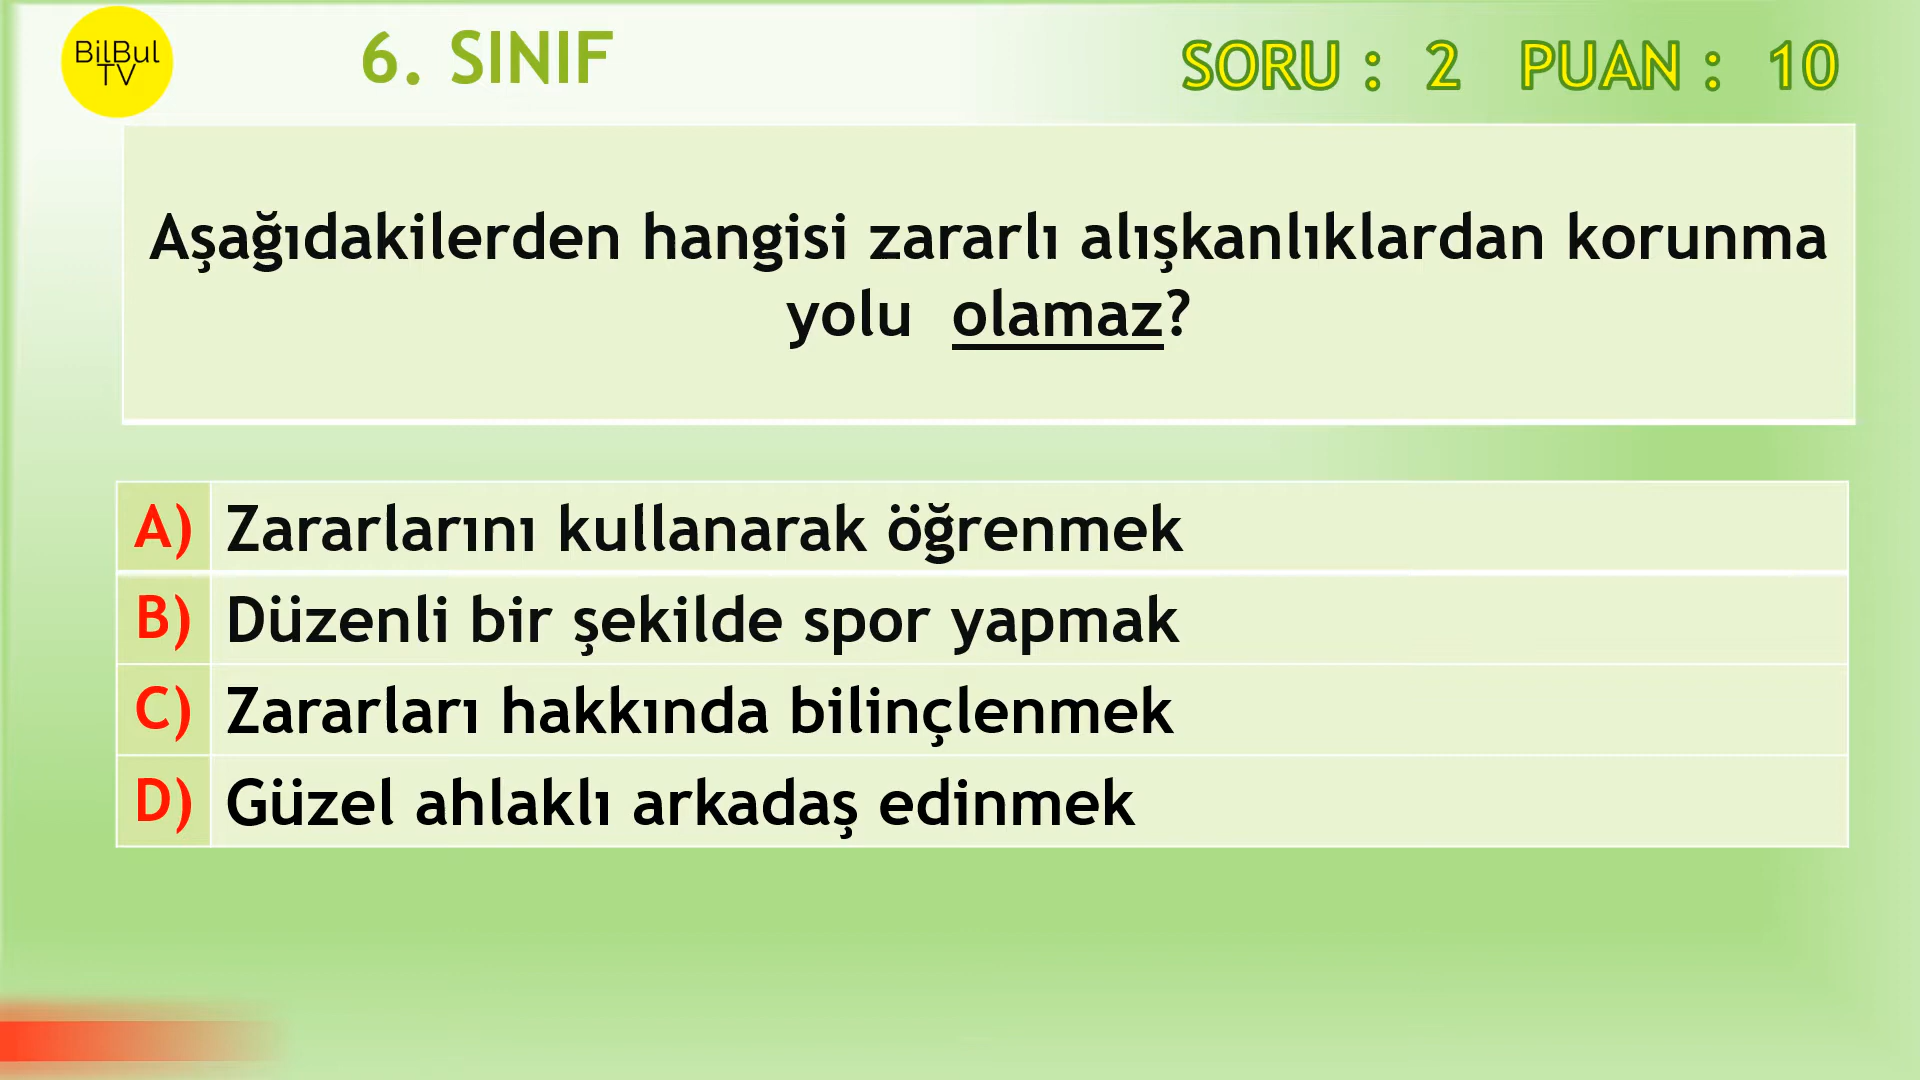 BilBul
TV
6. SINIF
SORU : 2 PUAN : 10
Aşağıdakilerden hangisi zararlı alışkanlıklardan korunma
yolu olamaz?
A) Zararlarını kullanarak öğrenmek
B) Düzenli bir şekilde spor yapmak
C) Zararları hakkında bilinçlenmek
D) Güzel ahlaklı arkadaş edinmek